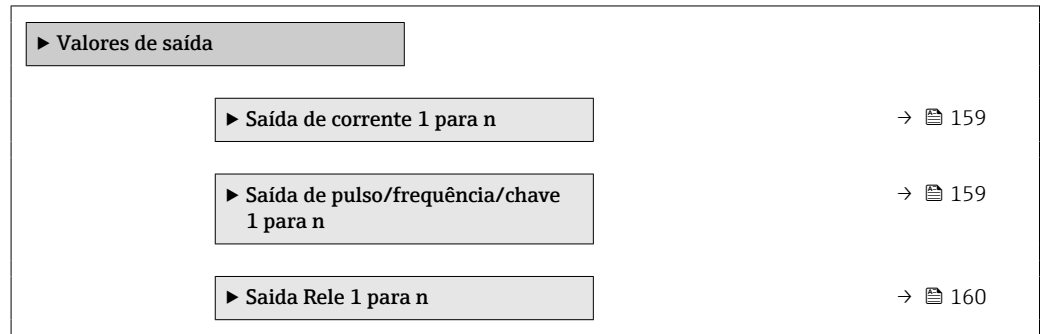 ▶ Valores de saída
▶ Saída de corrente 1 para n → 159
▶ Saída de pulso/frequência/chave → 159
1 para n
▶ Saida Rele 1 para n → 160